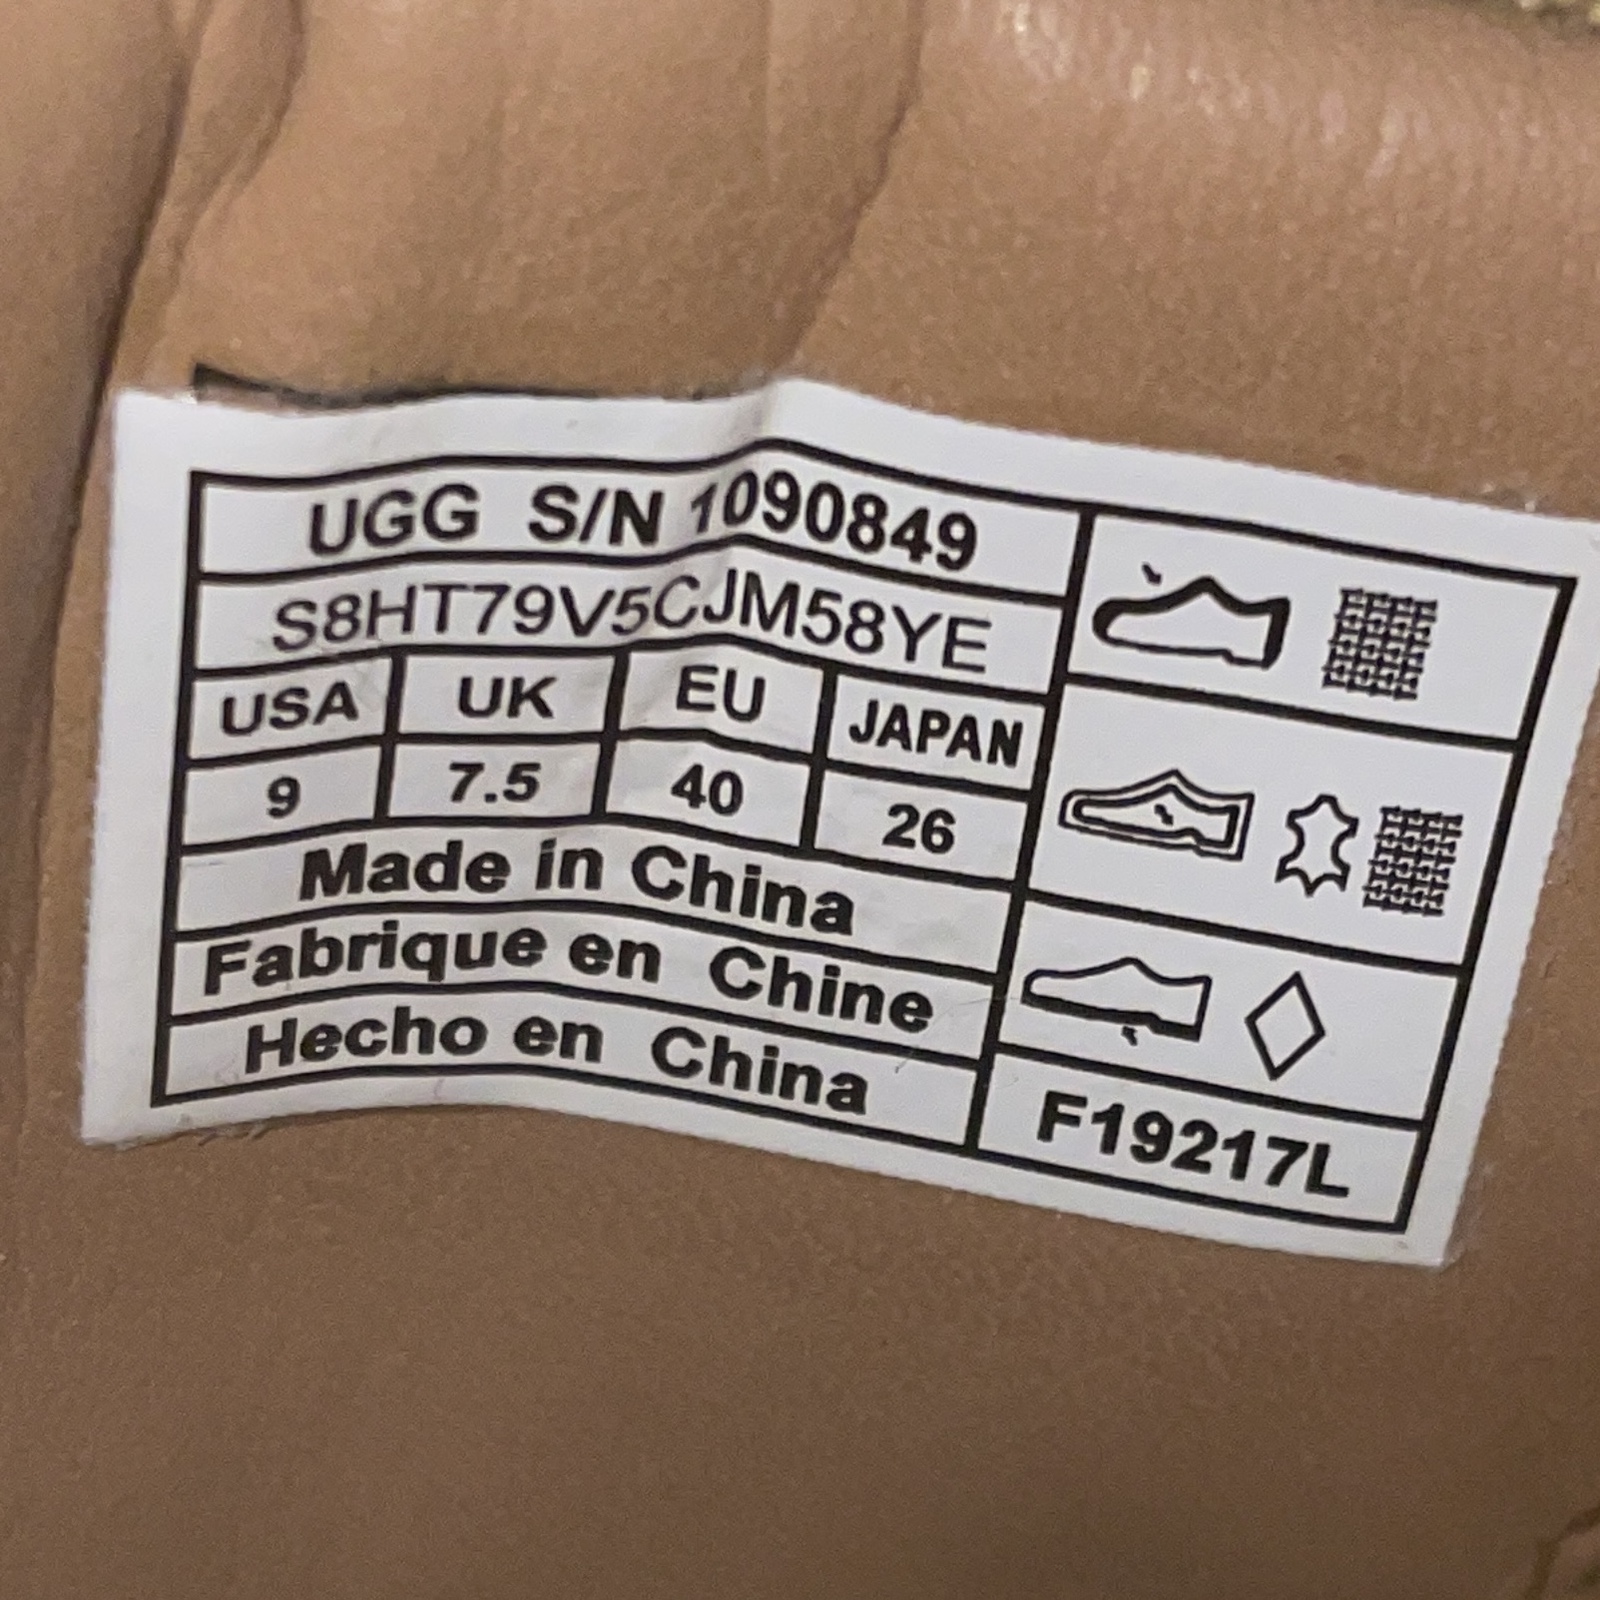 UGG S/N 1090849
S8HT79V5CJM58YE
USA UK EU JAPAN
9 7.5 40 26
Made in China
Fabrique en Chine
Hecho en China
F19217L